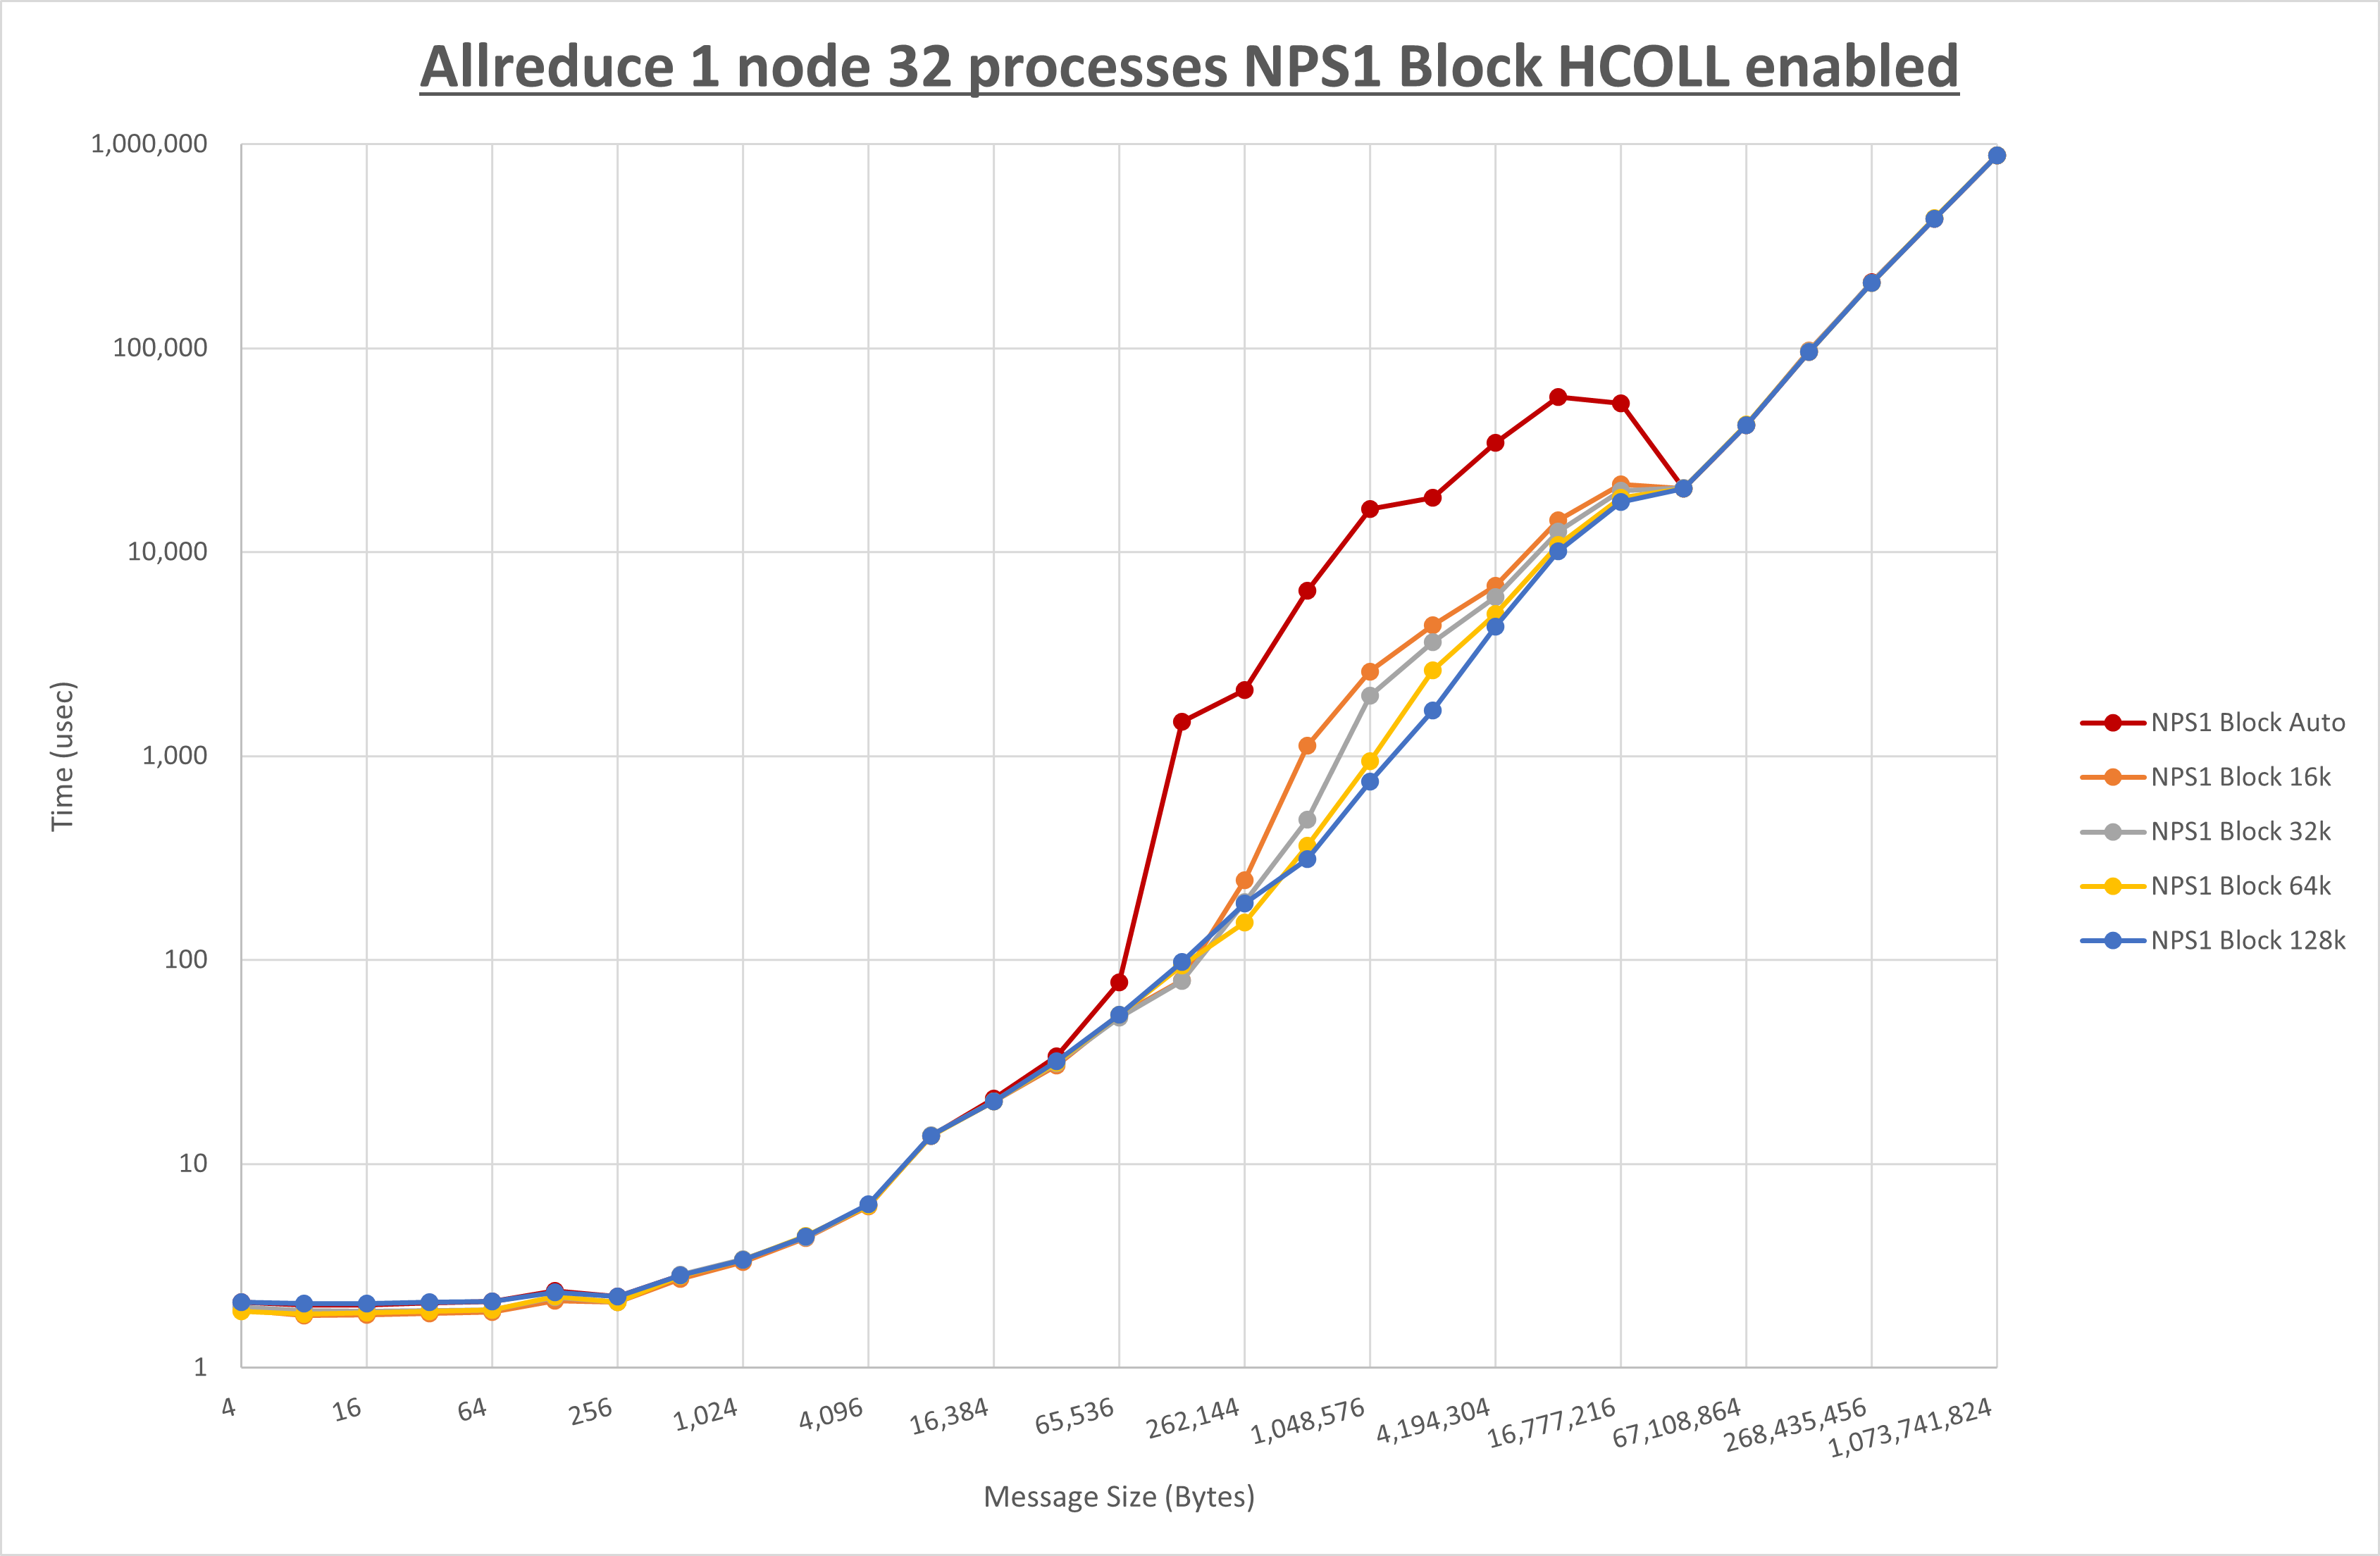 Allreduce 1 node 32 processes NPS1 Block HCOLL enabled
1,000,000
100,000
10,000
1,000
100
10
1
Time (usec)
4
16
64
256
1,024
4,096
16,384
65,536
262,144
1,048,576
4,194,304
16,777,216
67,108,864
268,435,456
1,073,741,824
Message Size (Bytes)
NPS1 Block Auto
NPS1 Block 16k
NPS1 Block 32k
NPS1 Block 64k
NPS1 Block 128k